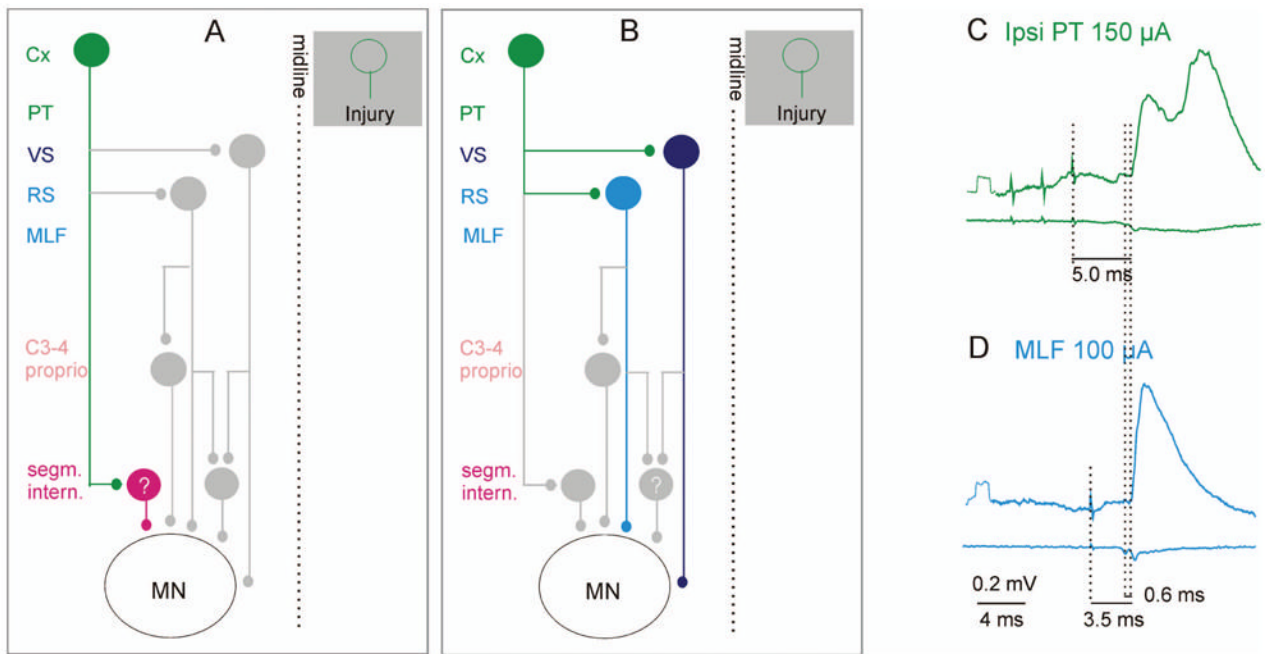 A
Cx
PT
VS
RS
MLF
C3-4
proprio
segm.
intern.
?
MN
midline
Injury
B
Cx
PT
VS
RS
MLF
C3-4
proprio
segm.
intern.
?
MN
midline
Injury
C Ipsi PT 150 µA
5.0 ms
D MLF 100 µA
0.2 mV
4 ms
3.5 ms
0.6 ms